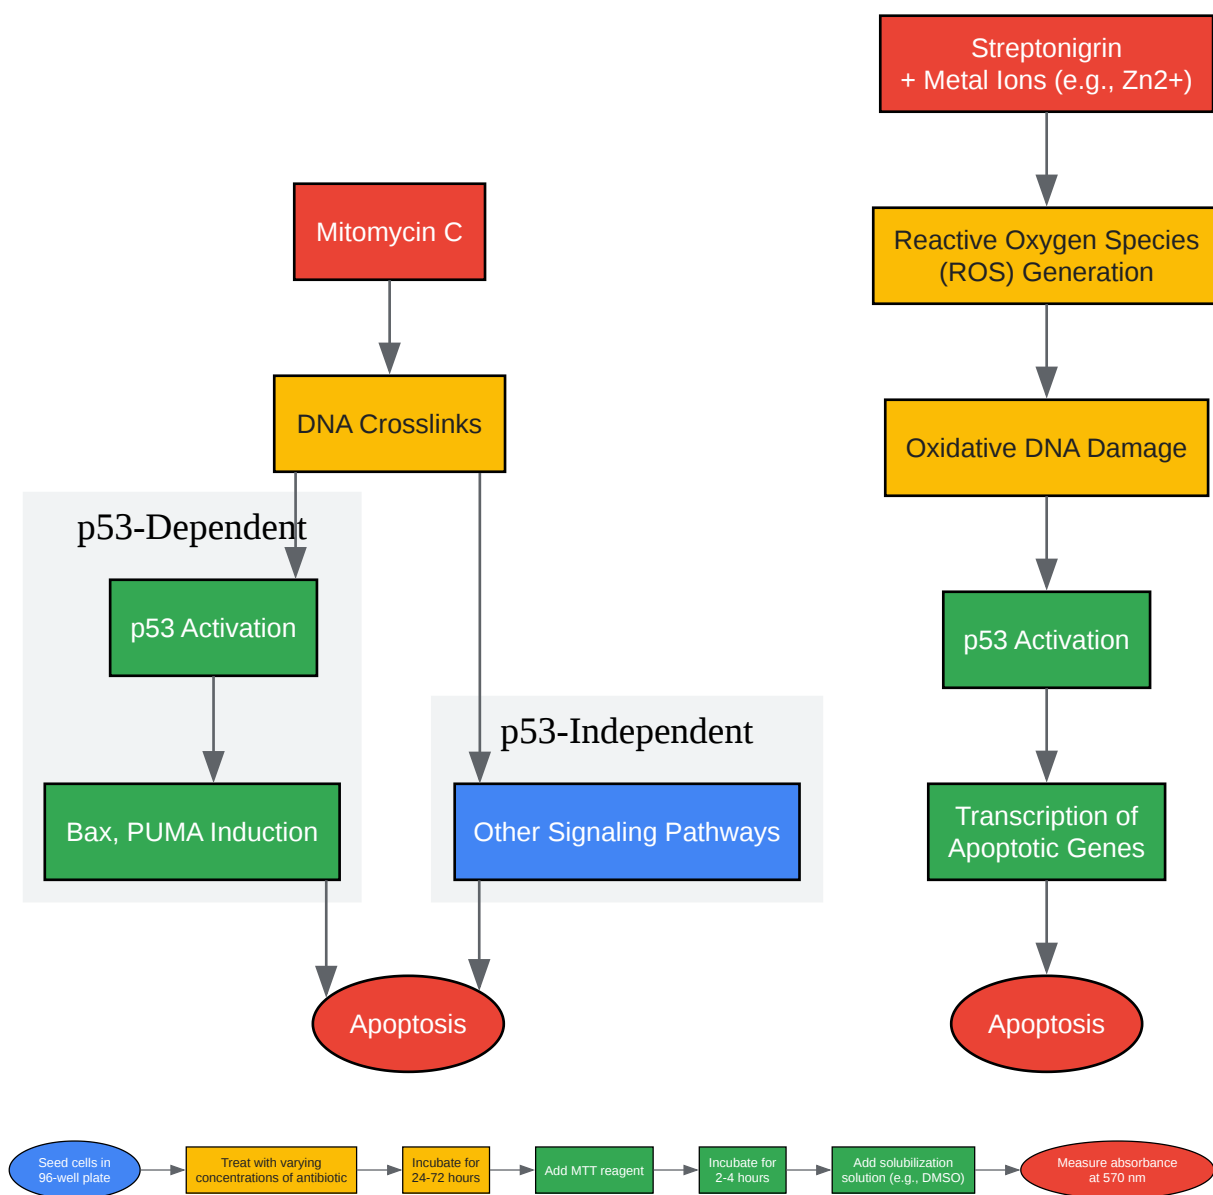 Mitomycin C
DNA Crosslinks
p53-Dependent
p53 Activation
Bax, PUMA Induction
p53-Independent
Other Signaling Pathways
Apoptosis
Streptonigrin
+ Metal Ions (e.g., Zn2+)
Reactive Oxygen Species
(ROS) Generation
Oxidative DNA Damage
p53 Activation
Transcription of
Apoptotic Genes
Apoptosis
Seed cells in
96-well plate
Treat with varying
concentrations of antibiotic
Incubate for
24-72 hours
Add MTT reagent
Incubate for
2-4 hours
Add solubilization
solution (e.g., DMSO)
Measure absorbance
at 570 nm